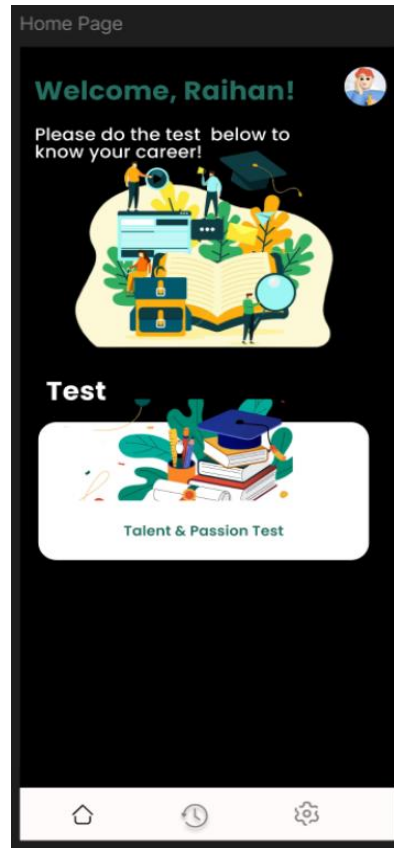 Home Page
Welcome, Raihan!
Please do the test below to
know your career!
Test
Talent & Passion Test